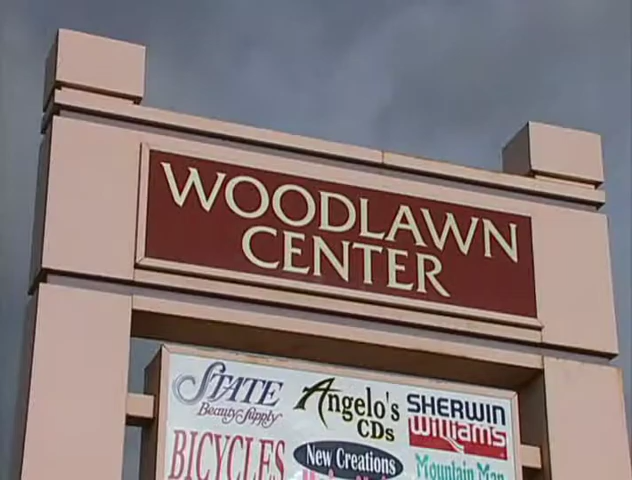 WOODLAWN
CENTER
STATE
Beauty Supply
Angelo's
CDs
SHERWIN
WILLIAMS
BICYCLES
New Creations
Mountain Man